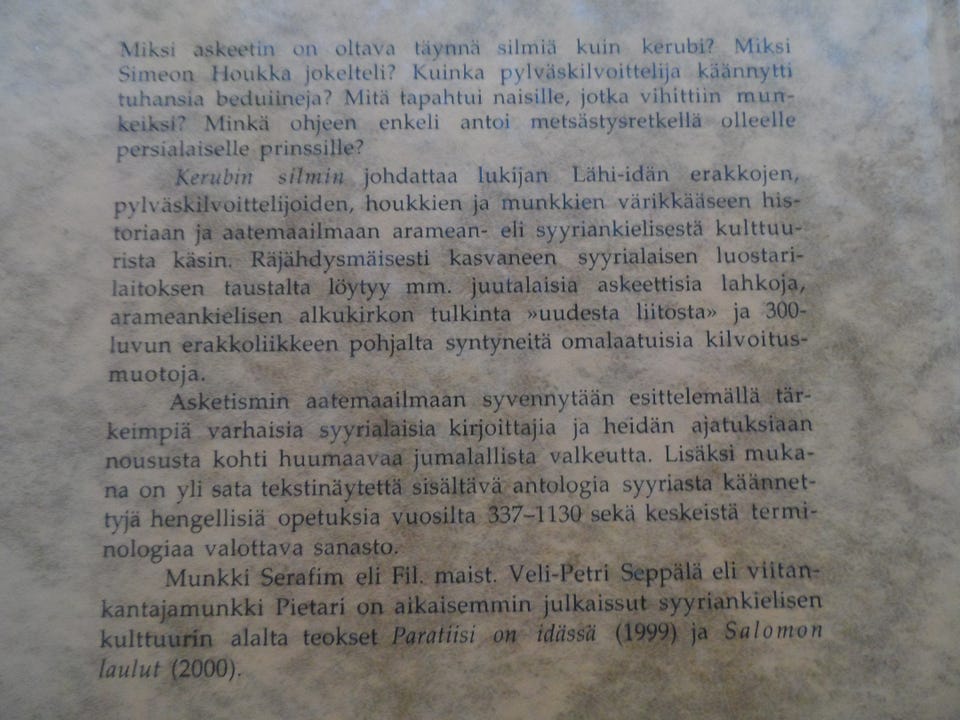 Miksi askeetin on oltava täynnä silmiä kuin kerubi? Miksi
Simeon Houkka jokelteli? Kuinka pylväskilvoittelija käännytti
tuhansia beduiineja? Mitä tapahtui naisille, jotka vihittiin mun-
keiksi? Minkä ohjeen enkeli antoi metsästysretkellä olleelle
persialaiselle prinssille?
Kerubin silmin johdattaa lukijan Lähi-idän erakkojen,
pylväskilvoittelijoiden, houkkien ja munkkien värikkääseen his-
toriaan ja aatemaailmaan aramean- eli syyriankielisestä kulttuu-
rista käsin. Räjähdysmäisesti kasvaneen syyrialaisen luostari-
laitoksen taustalta löytyy mm. juutalaisia askeettisia lahkoja,
arameankielisen alkukirkon tulkinta »uudesta liitosta» ja 300-
luvun erakkoliikkeen pohjalta syntyneitä omalaatuisia kilvoitus-
muotoja.
Asketismin aatemaailmaan syvennytään esittelemällä tär-
keimpiä varhaisia syyrialaisia kirjoittajia ja heidän ajatuksiaan
noususta kohti huumaavaa jumalallista valkeutta. Lisäksi muka-
na on yli sata tekstinäytettä sisältävä antologia syyriasta käännet-
tyjä hengellisiä opetuksia vuosilta 337–1130 sekä keskeistä termi-
nologiaa valottava sanasto.
Munkki Serafim eli Fil. maist. Veli-Petri Seppälä eli viitan-
kantajamunkki Pietari on aikaisemmin julkaissut syyriankielisen
kulttuurin alalta teokset Paratiisi on idässä (1999) ja Salomon
laulut (2000).